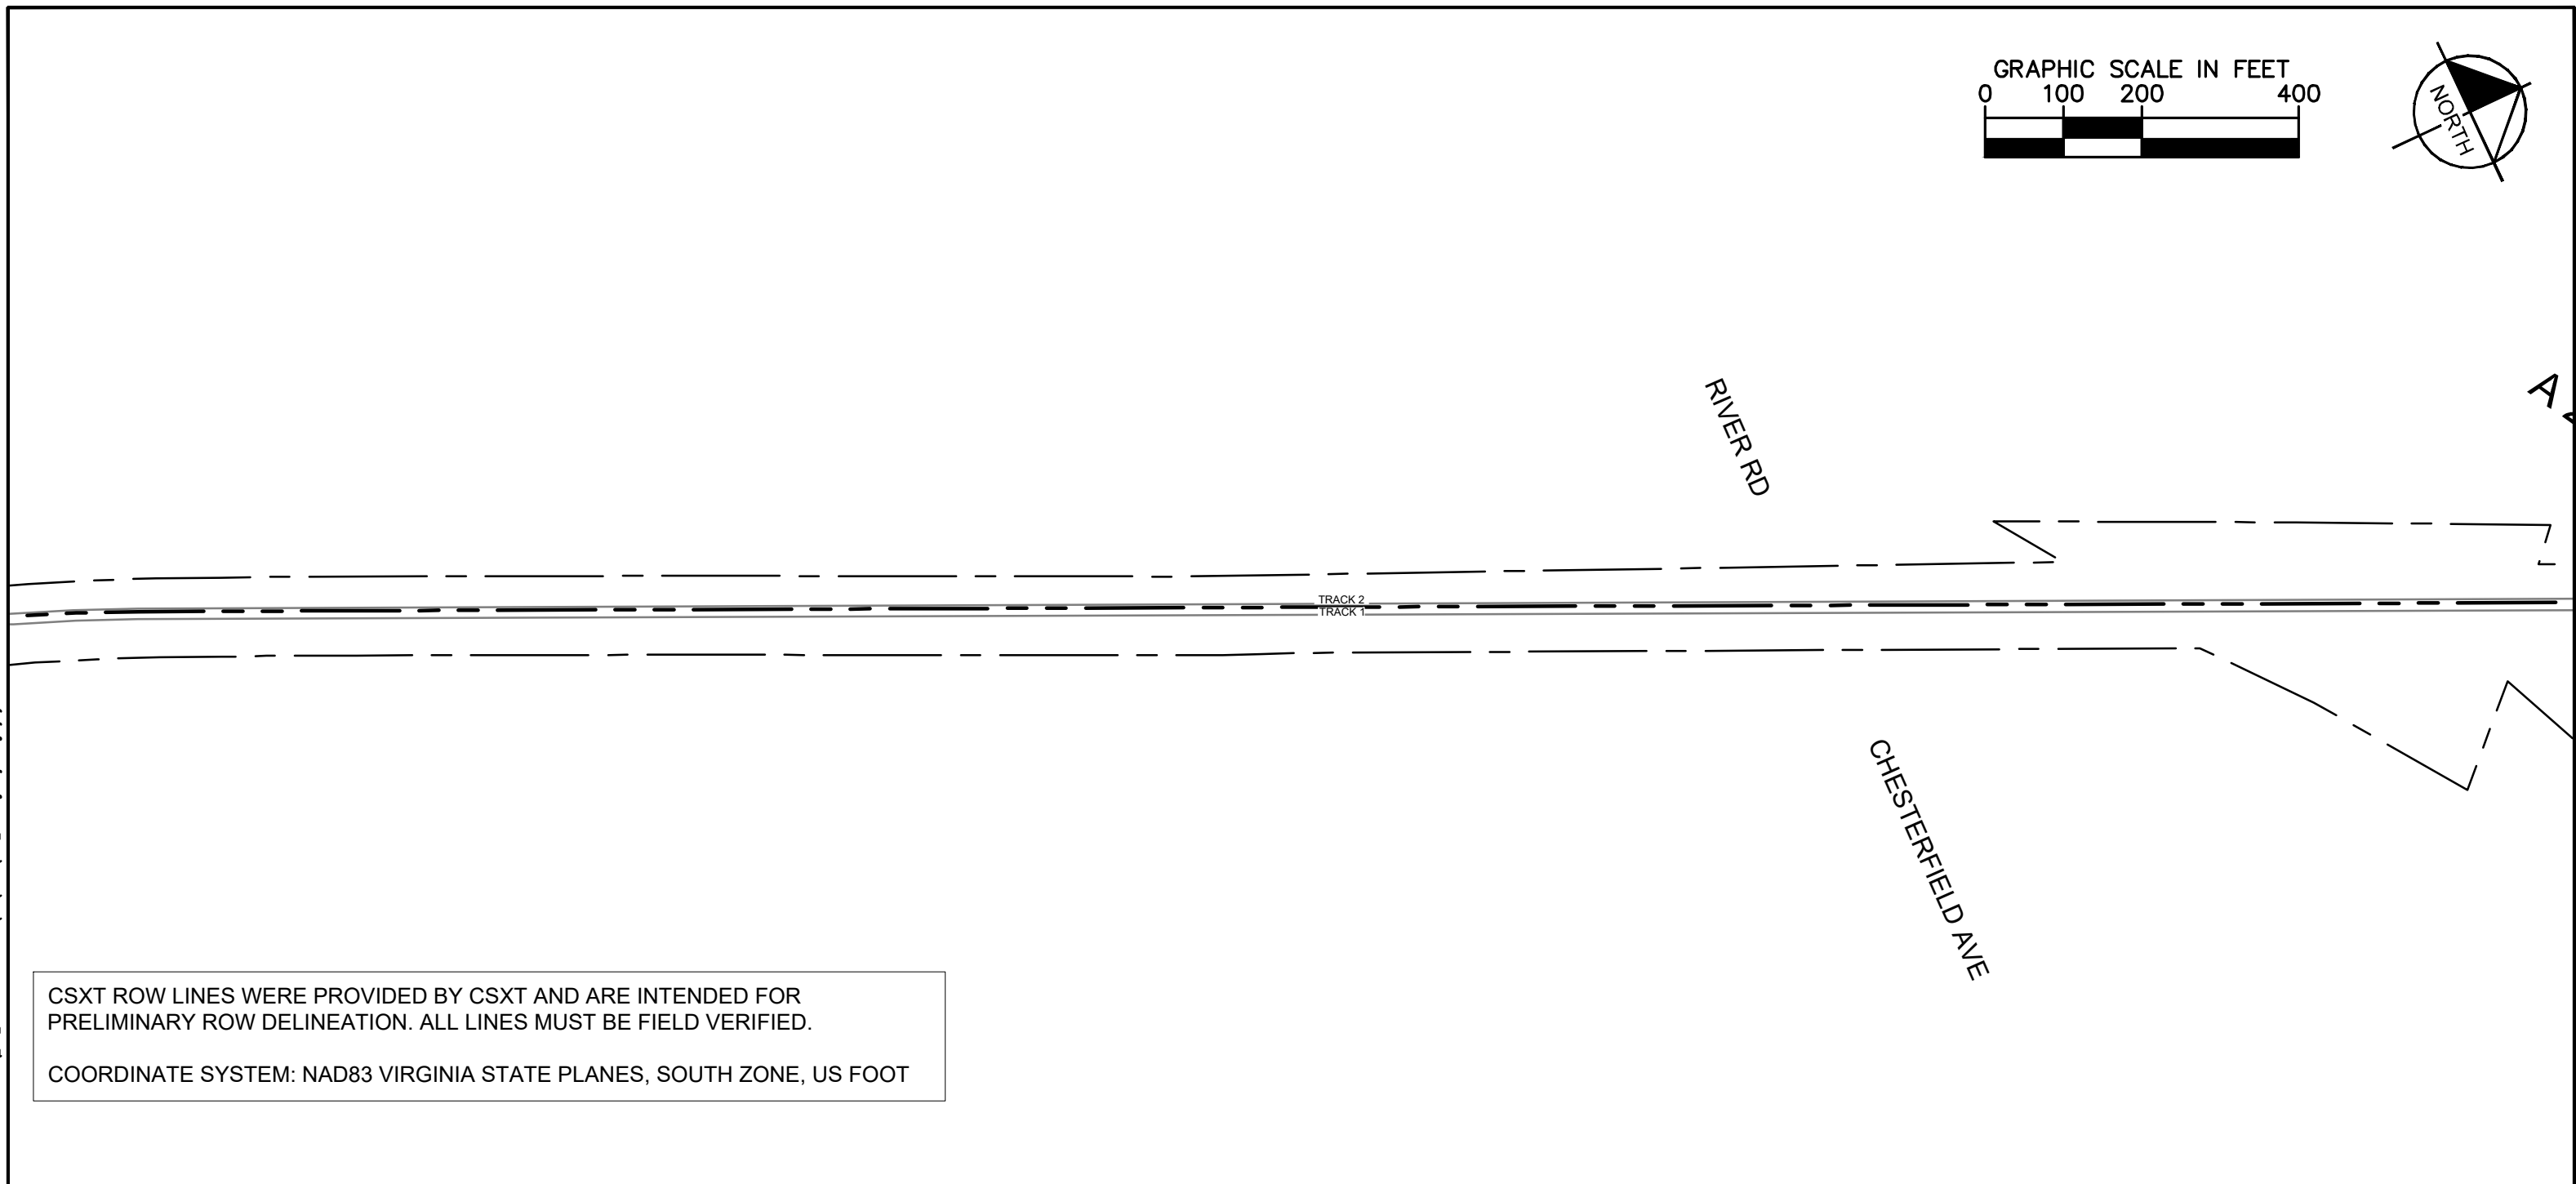 GRAPHIC SCALE IN FEET
0 100 200 400
NORTH
RIVER RD
A
TRACK 2
TRACK 1
CHESTERFIELD AVE
CSXT ROW LINES WERE PROVIDED BY CSXT AND ARE INTENDED FOR
PRELIMINARY ROW DELINEATION. ALL LINES MUST BE FIELD VERIFIED.
COORDINATE SYSTEM: NAD83 VIRGINIA STATE PLANES, SOUTH ZONE, US FOOT